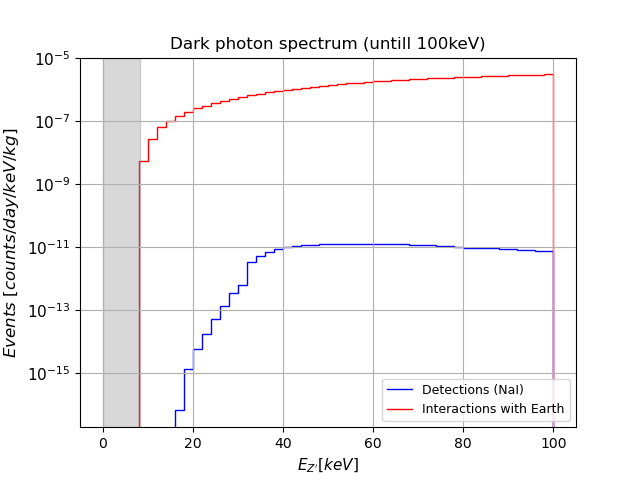 Dark photon spectrum (untill 100keV)
Events [counts/day/keV/kg]
10⁻⁵
10⁻⁷
10⁻⁹
10⁻¹¹
10⁻¹³
10⁻¹⁵
Detections (NaI)
Interactions with Earth
0 20 40 60 80 100
E_{Z'}[keV]